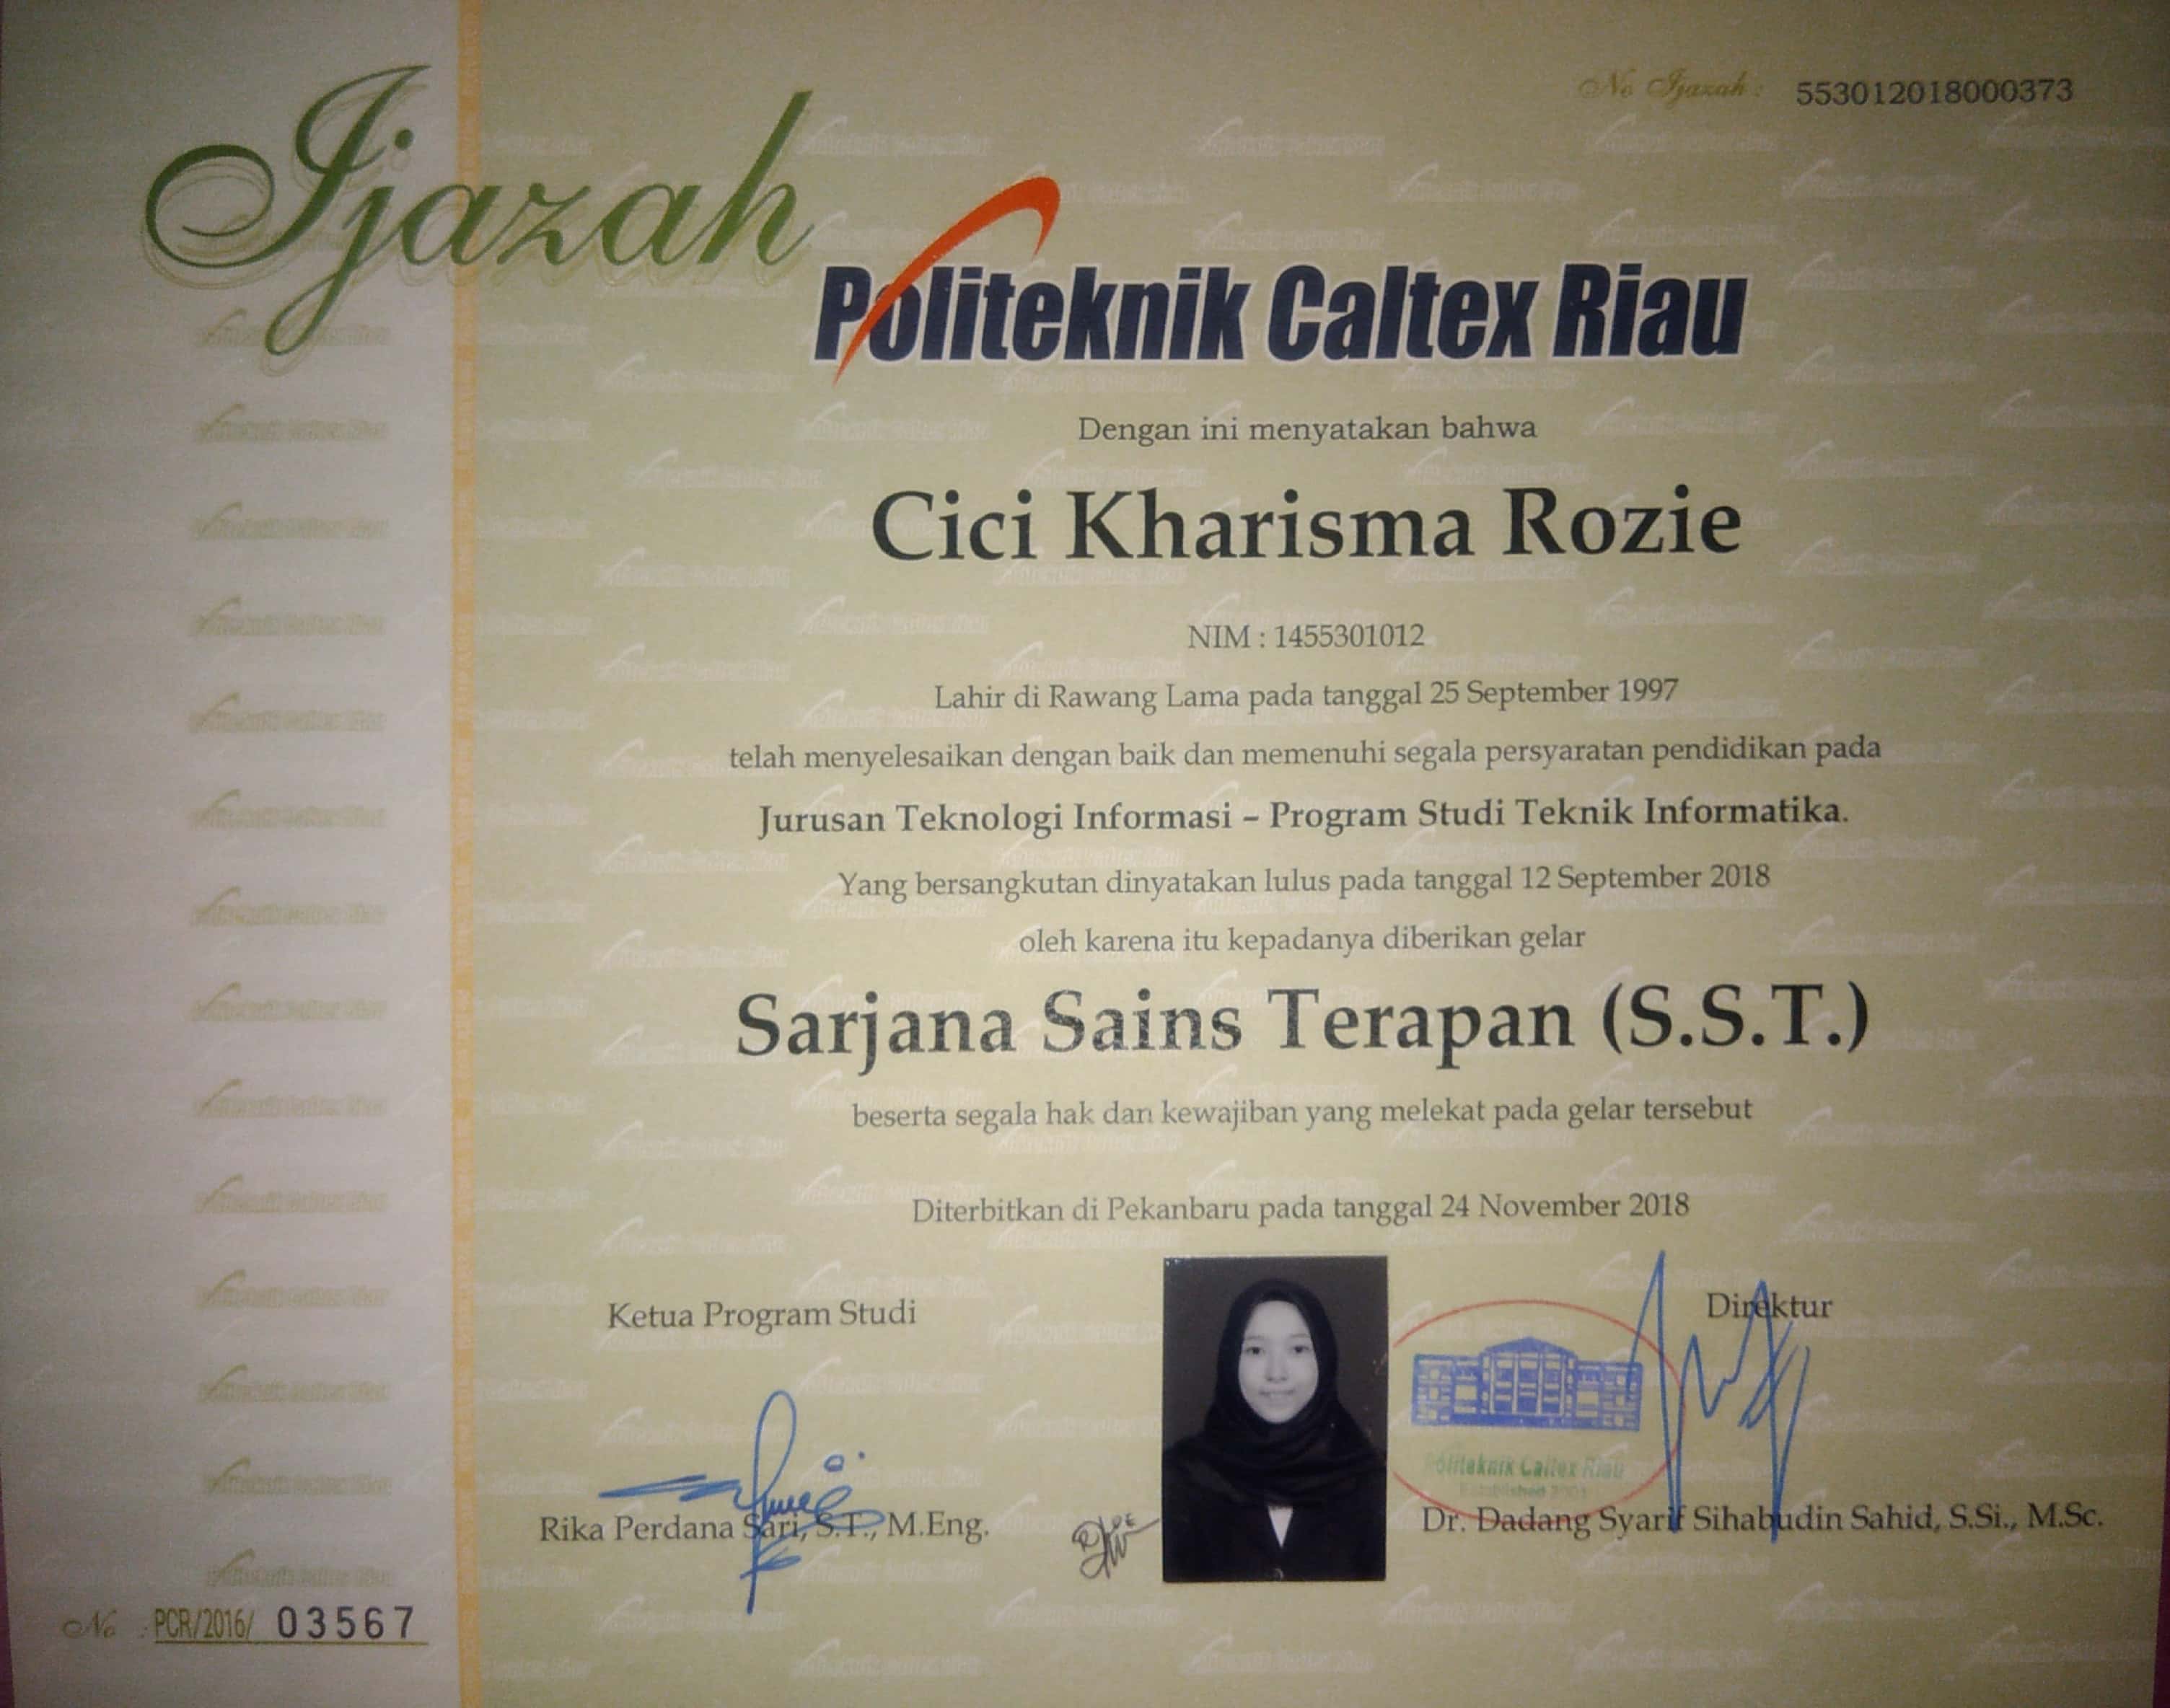 No Ijazah : 553012018000373
Ijazah
Politeknik Caltex Riau
Dengan ini menyatakan bahwa
Cici Kharisma Rozie
NIM : 1455301012
Lahir di Rawang Lama pada tanggal 25 September 1997
telah menyelesaikan dengan baik dan memenuhi segala persyaratan pendidikan pada
Jurusan Teknologi Informasi – Program Studi Teknik Informatika.
Yang bersangkutan dinyatakan lulus pada tanggal 12 September 2018
oleh karena itu kepadanya diberikan gelar
Sarjana Sains Terapan (S.S.T.)
beserta segala hak dan kewajiban yang melekat pada gelar tersebut
Diterbitkan di Pekanbaru pada tanggal 24 November 2018
Ketua Program Studi
Direktur
Politeknik Caltex Riau
Established 2001
Rika Perdana Sari, S.T., M.Eng.
Dr. Dadang Syarif Sihabudin Sahid, S.Si., M.Sc.
No : PCR/2016/ 03567